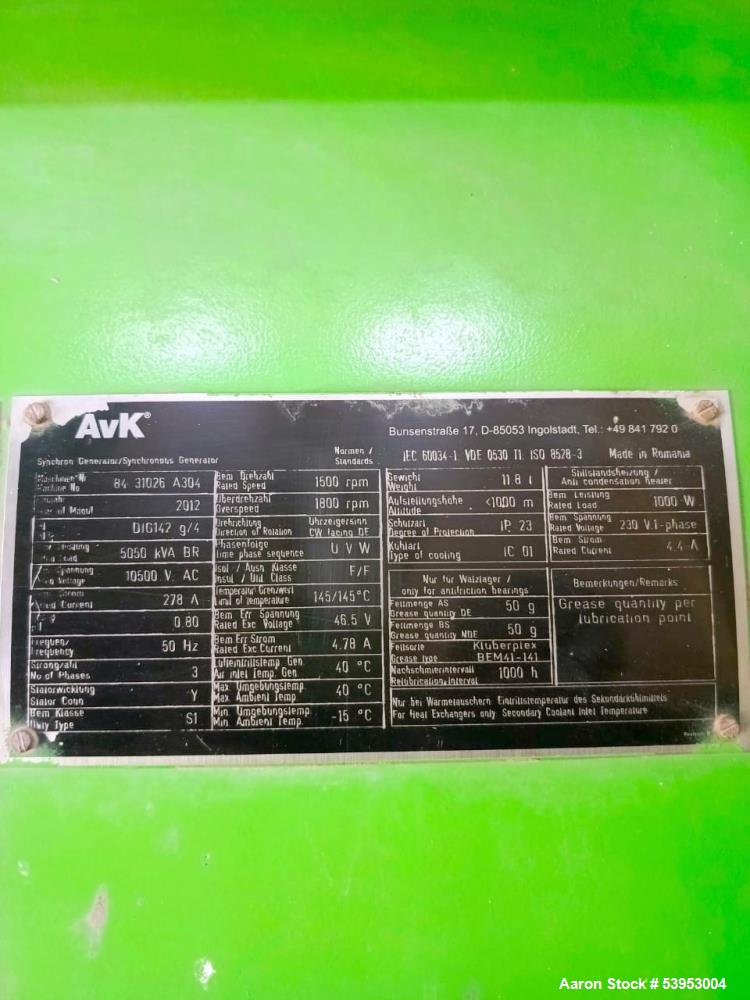 AvK®
Bunsenstraße 17, D-85053 Ingolstadt, Tel.: +49 841 792 0
Synchron Generator/Synchronous Generator
Normen / Standards
IEC 60034-1, VDE 0530 T1, ISO 8528-3
Made in Romania
Machine No 84 31026 A304
2012
DIG142 g/4
5050 kVA BR
Voltage 10500 V AC
Current 278 A
0.80
Frequency 50 Hz
Strangzahl
No of Phases 3
Statorwicklung
Stator Conn Y
Bem Klasse
Duty Type S1
Bem Drehzahl
Rated Speed 1500 rpm
Überdrehzahl
Overspeed 1800 rpm
Drehrichtung Uhrzeigersinn
Direction of Rotation CW facing DE
Phasenfolge
Time phase sequence U V W
Isol / Ausn Klasse
Insul / Util Class F/F
Temperatur Grenzwert
Limit of Temperature 145/145°C
Bem Err Spannung
Rated Exc Voltage 46.5 V
Bem Err Strom
Rated Exc Current 4.78 A
Lufteintrittstemp Gen
Air inlet Temp. Gen 40 °C
Max Umgebungstemp
Max Ambient Temp 40 °C
Min Umgebungstemp
Min Ambient Temp. -15 °C
Gewicht
Weight 11.8 t
Aufstellungshöhe
Altitude <1000 m
Schutzart
Degree of Protection IP 23
Kühlart
Type of cooling IC 01
Nur für Wälzlager /
only for antifriction bearings
Fettmenge AS
Grease quantity DE 50 g
Fettmenge BS
Grease quantity NDE 50 g
Fettsorte Klüberplex
Grease type BEM41-141
Nachschmierintervall
Relubrication interval 1000 h
Stillstandsheizung /
Anti condensation heater
Bem Leistung
Rated Load 1000 W
Bem Spannung
Rated Voltage 230 V.1-phase
Bem Strom
Rated Current 4.4 A
Bemerkungen/Remarks
Grease quantity per
lubrication point
Nur bei Wärmetauschern: Eintrittstemperatur des Sekundärkühlmittels
For Heat Exchangers only: Secondary Coolant Inlet Temperature
Aaron Stock # 53953004